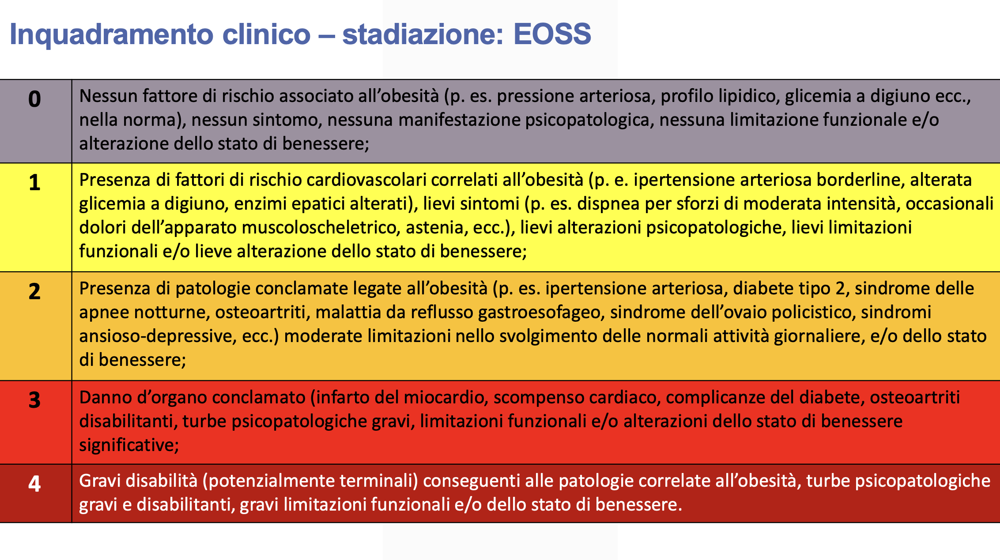 Inquadramento clinico – stadiazione: EOSS
0
Nessun fattore di rischio associato all’obesità (p. es. pressione arteriosa, profilo lipidico, glicemia a digiuno ecc.,
nella norma), nessun sintomo, nessuna manifestazione psicopatologica, nessuna limitazione funzionale e/o
alterazione dello stato di benessere;
1
Presenza di fattori di rischio cardiovascolari correlati all’obesità (p. e. ipertensione arteriosa borderline, alterata
glicemia a digiuno, enzimi epatici alterati), lievi sintomi (p. es. dispnea per sforzi di moderata intensità, occasionali
dolori dell’apparato muscoloscheletrico, astenia, ecc.), lievi alterazioni psicopatologiche, lievi limitazioni
funzionali e/o lieve alterazione dello stato di benessere;
2
Presenza di patologie conclamate legate all’obesità (p. es. ipertensione arteriosa, diabete tipo 2, sindrome delle
apnee notturne, osteoartriti, malattia da reflusso gastroesofageo, sindrome dell’ovaio policistico, sindromi
ansioso-depressive, ecc.) moderate limitazioni nello svolgimento delle normali attività giornaliere, e/o dello stato
di benessere;
3
Danno d’organo conclamato (infarto del miocardio, scompenso cardiaco, complicanze del diabete, osteoartriti
disabilitanti, turbe psicopatologiche gravi, limitazioni funzionali e/o alterazioni dello stato di benessere
significative;
4
Gravi disabilità (potenzialmente terminali) conseguenti alle patologie correlate all’obesità, turbe psicopatologiche
gravi e disabilitanti, gravi limitazioni funzionali e/o dello stato di benessere.